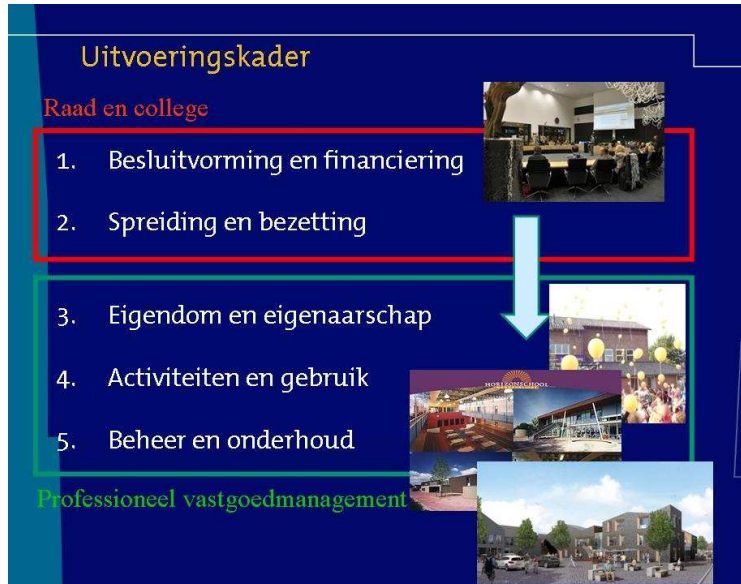 Uitvoeringskader
Raad en college
1. Besluitvorming en financiering
2. Spreiding en bezetting
3. Eigendom en eigenaarschap
4. Activiteiten en gebruik
HORIZONSCHOOL
5. Beheer en onderhoud
Professioneel vastgoedmanagement